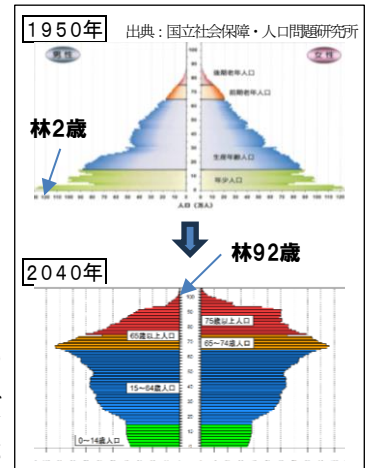 1950年
出典：国立社会保障・人口問題研究所
男性
女性
後期老年人口
前期老年人口
林2歳
生産年齢人口
年少人口
人口（万人）
林92歳
2040年
75歳以上人口
65歳以上人口
65～74歳人口
15～64歳人口
0～14歳人口